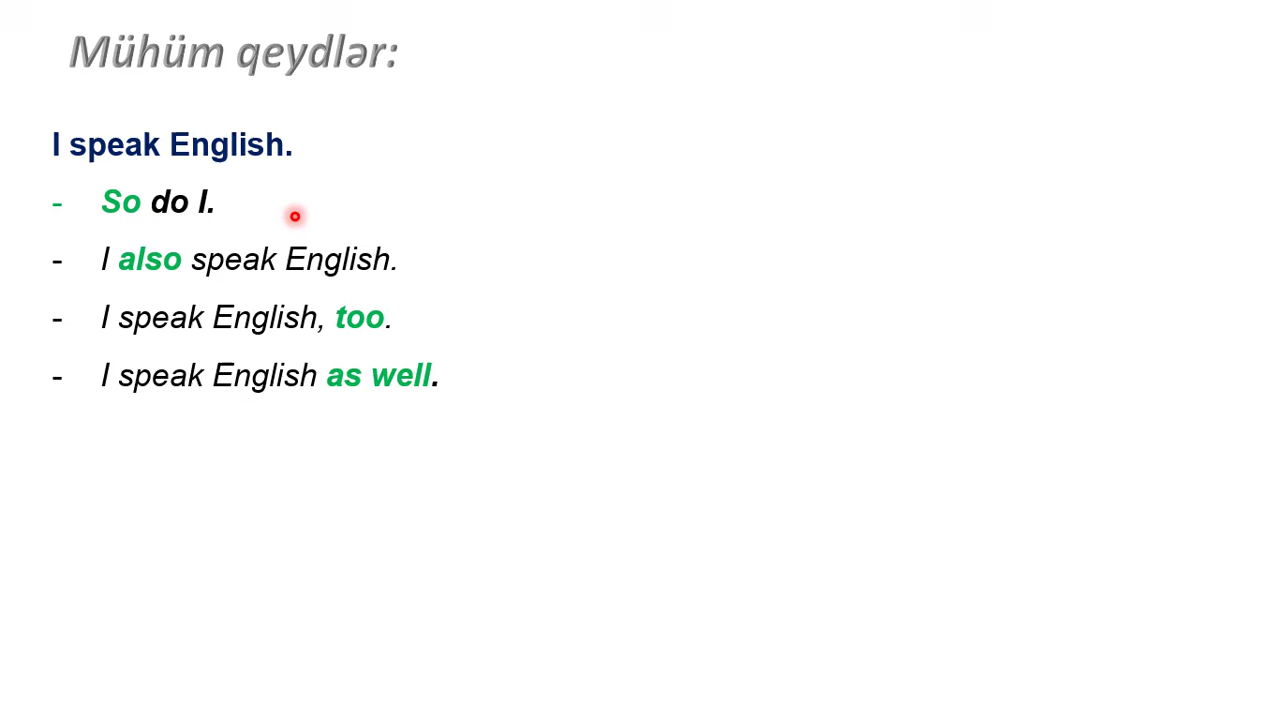 Mühüm qeydlər:
I speak English.
- So do I.
- I also speak English.
- I speak English, too.
- I speak English as well.